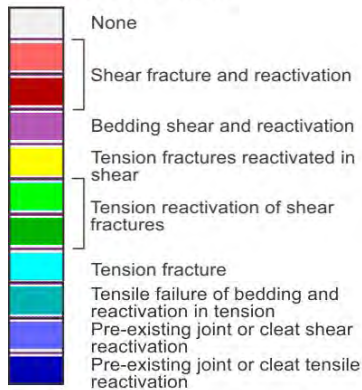 None
Shear fracture and reactivation
Bedding shear and reactivation
Tension fractures reactivated in
shear
Tension reactivation of shear
fractures
Tension fracture
Tensile failure of bedding and
reactivation in tension
Pre-existing joint or cleat shear
reactivation
Pre-existing joint or cleat tensile
reactivation